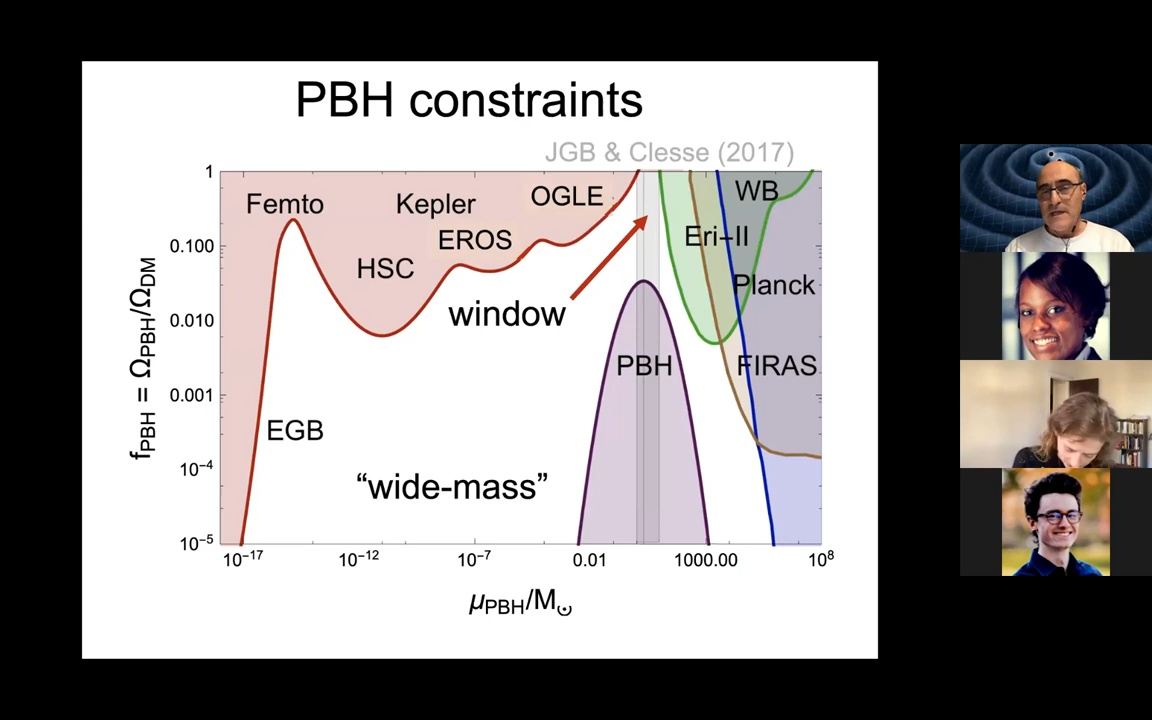 PBH constraints
JGB & Clesse (2017)
1
0.100
0.010
0.001
10⁻⁴
10⁻⁵
f_PBH = Ω_PBH/Ω_DM
Femto
Kepler
OGLE
EROS
HSC
window
EGB
"wide-mass"
PBH
WB
Eri-II
Planck
FIRAS
10⁻¹⁷
10⁻¹²
10⁻⁷
0.01
1000.00
10⁸
μ_PBH/M_☉